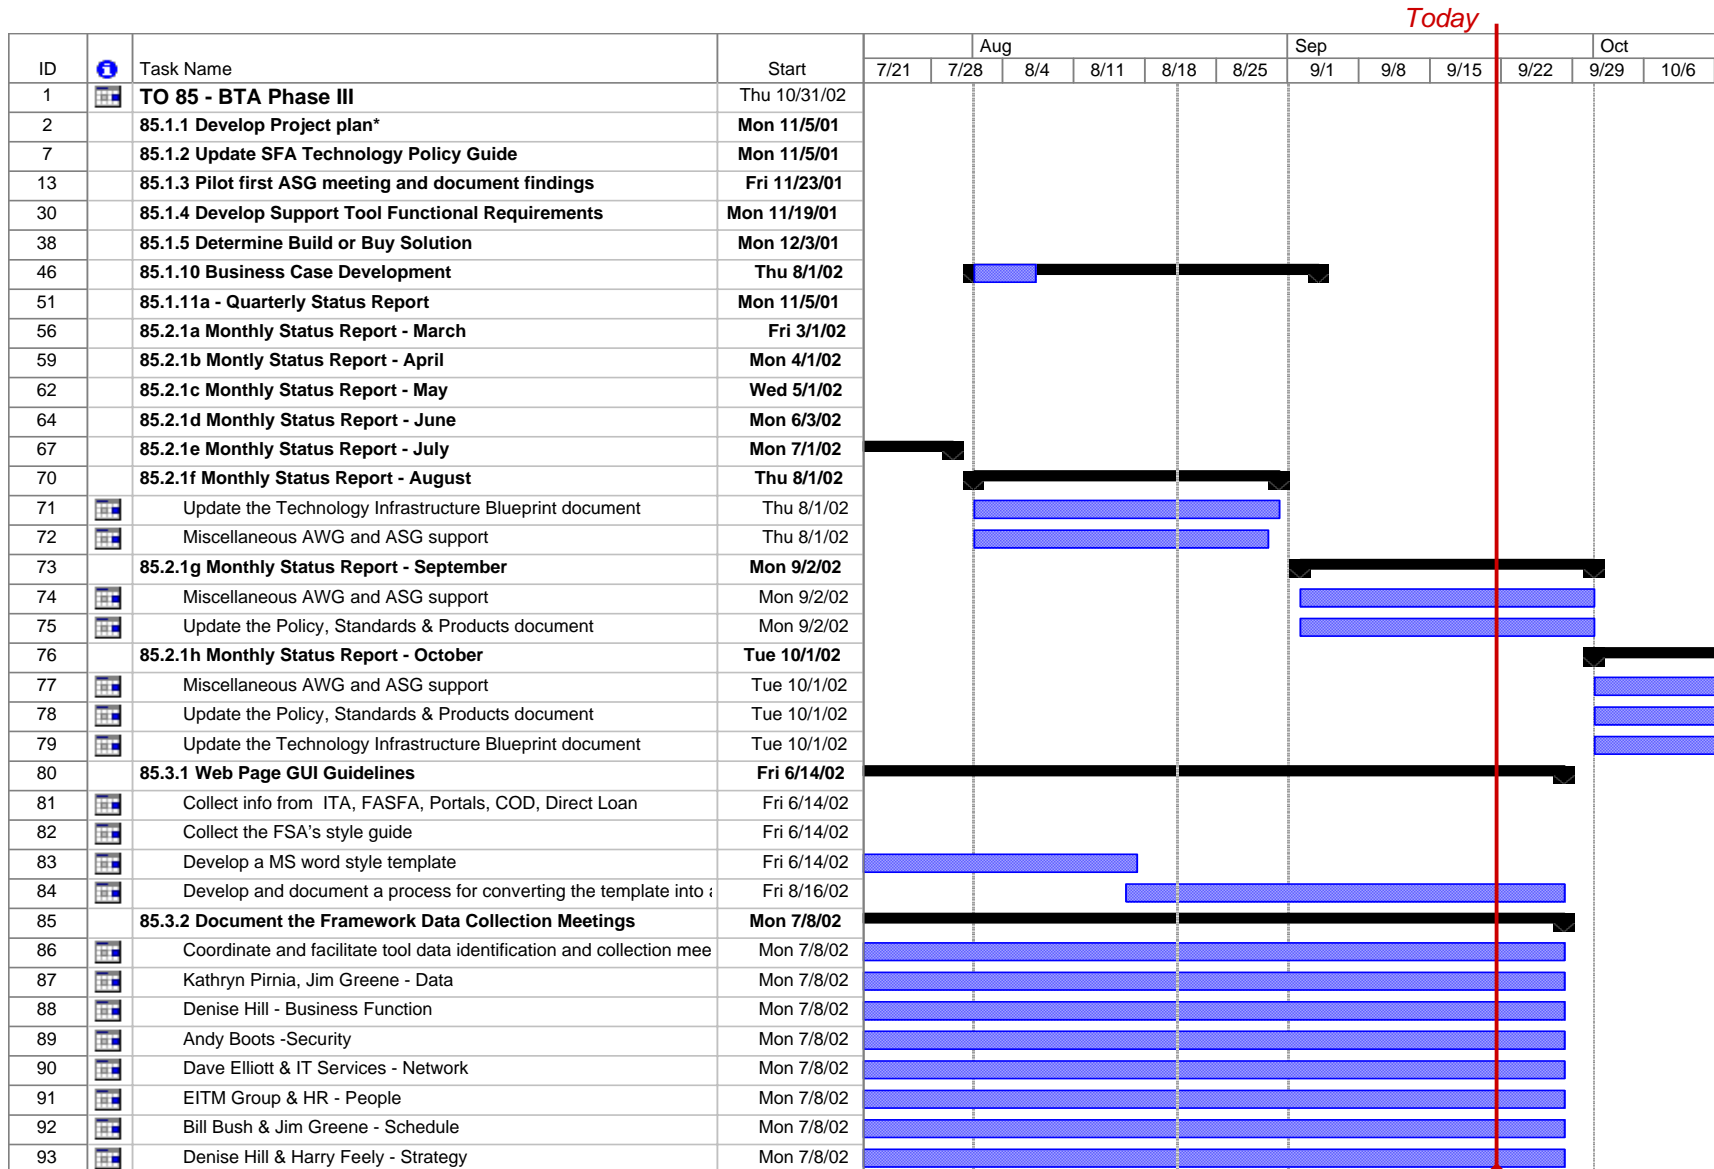 Today
Aug Sep Oct
ID Task Name Start 7/21 7/28 8/4 8/11 8/18 8/25 9/1 9/8 9/15 9/22 9/29 10/6
1 TO 85 - BTA Phase III Thu 10/31/02
2 85.1.1 Develop Project plan* Mon 11/5/01
7 85.1.2 Update SFA Technology Policy Guide Mon 11/5/01
13 85.1.3 Pilot first ASG meeting and document findings Fri 11/23/01
30 85.1.4 Develop Support Tool Functional Requirements Mon 11/19/01
38 85.1.5 Determine Build or Buy Solution Mon 12/3/01
46 85.1.10 Business Case Development Thu 8/1/02
51 85.1.11a - Quarterly Status Report Mon 11/5/01
56 85.2.1a Monthly Status Report - March Fri 3/1/02
59 85.2.1b Montly Status Report - April Mon 4/1/02
62 85.2.1c Monthly Status Report - May Wed 5/1/02
64 85.2.1d Monthly Status Report - June Mon 6/3/02
67 85.2.1e Monthly Status Report - July Mon 7/1/02
70 85.2.1f Monthly Status Report - August Thu 8/1/02
71 Update the Technology Infrastructure Blueprint document Thu 8/1/02
72 Miscellaneous AWG and ASG support Thu 8/1/02
73 85.2.1g Monthly Status Report - September Mon 9/2/02
74 Miscellaneous AWG and ASG support Mon 9/2/02
75 Update the Policy, Standards & Products document Mon 9/2/02
76 85.2.1h Monthly Status Report - October Tue 10/1/02
77 Miscellaneous AWG and ASG support Tue 10/1/02
78 Update the Policy, Standards & Products document Tue 10/1/02
79 Update the Technology Infrastructure Blueprint document Tue 10/1/02
80 85.3.1 Web Page GUI Guidelines Fri 6/14/02
81 Collect info from ITA, FASFA, Portals, COD, Direct Loan Fri 6/14/02
82 Collect the FSA's style guide Fri 6/14/02
83 Develop a MS word style template Fri 6/14/02
84 Develop and document a process for converting the template into a Fri 8/16/02
85 85.3.2 Document the Framework Data Collection Meetings Mon 7/8/02
86 Coordinate and facilitate tool data identification and collection mee Mon 7/8/02
87 Kathryn Pirnia, Jim Greene - Data Mon 7/8/02
88 Denise Hill - Business Function Mon 7/8/02
89 Andy Boots -Security Mon 7/8/02
90 Dave Elliott & IT Services - Network Mon 7/8/02
91 EITM Group & HR - People Mon 7/8/02
92 Bill Bush & Jim Greene - Schedule Mon 7/8/02
93 Denise Hill & Harry Feely - Strategy Mon 7/8/02